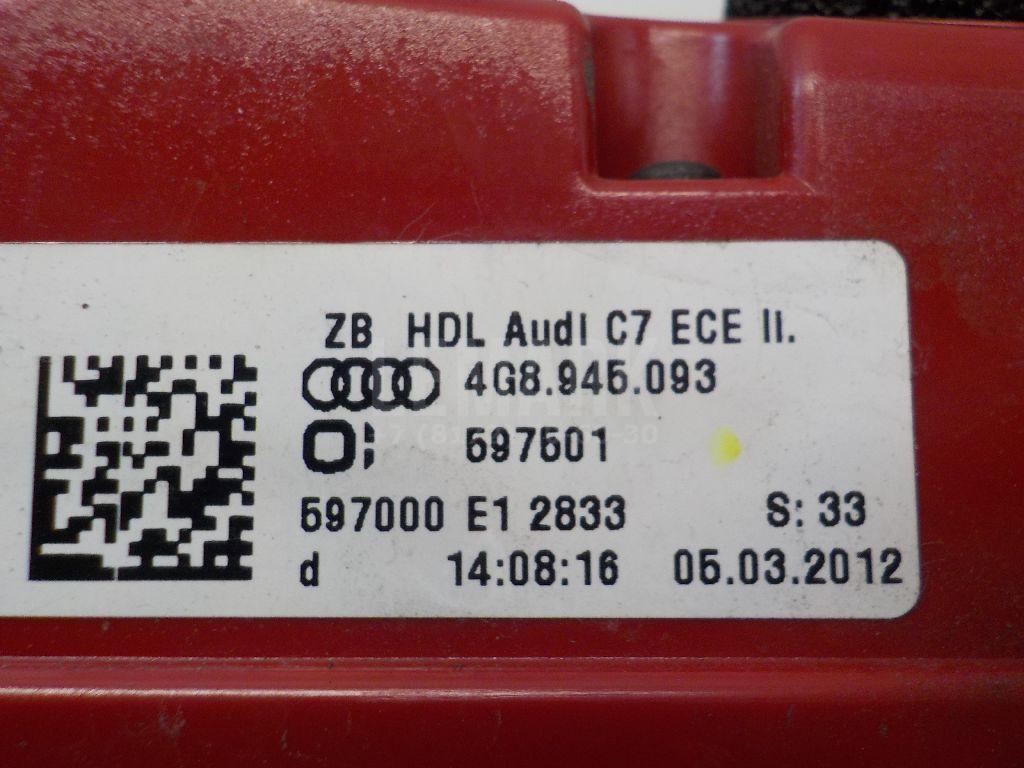 ZB HDL Audi C7 ECE II.
4G8.945.093
597501
597000 E1 2833 S: 33
d 14:08:16 05.03.2012